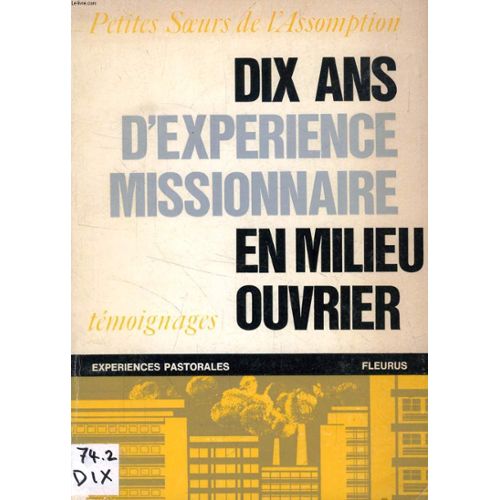 Petites Sœurs de l'Assomption
DIX ANS
D'EXPERIENCE
MISSIONNAIRE
EN MILIEU
témoignages OUVRIER
EXPERIENCES PASTORALES FLEURUS
74.2
DIX